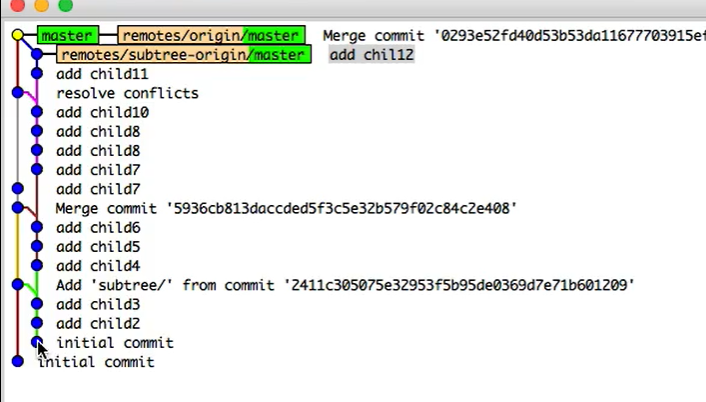 master remotes/origin/master Merge commit '0293e52fd40d53b53da11677703915ef
remotes/subtree-origin/master add chil12
add child11
resolve conflicts
add child10
add child8
add child8
add child7
add child7
Merge commit '5936cb813daccded5f3c5e32b579f02c84c2e408'
add child6
add child5
add child4
Add 'subtree/' from commit '2411c305075e32953f5b95de0369d7e71b601209'
add child3
add child2
initial commit
initial commit